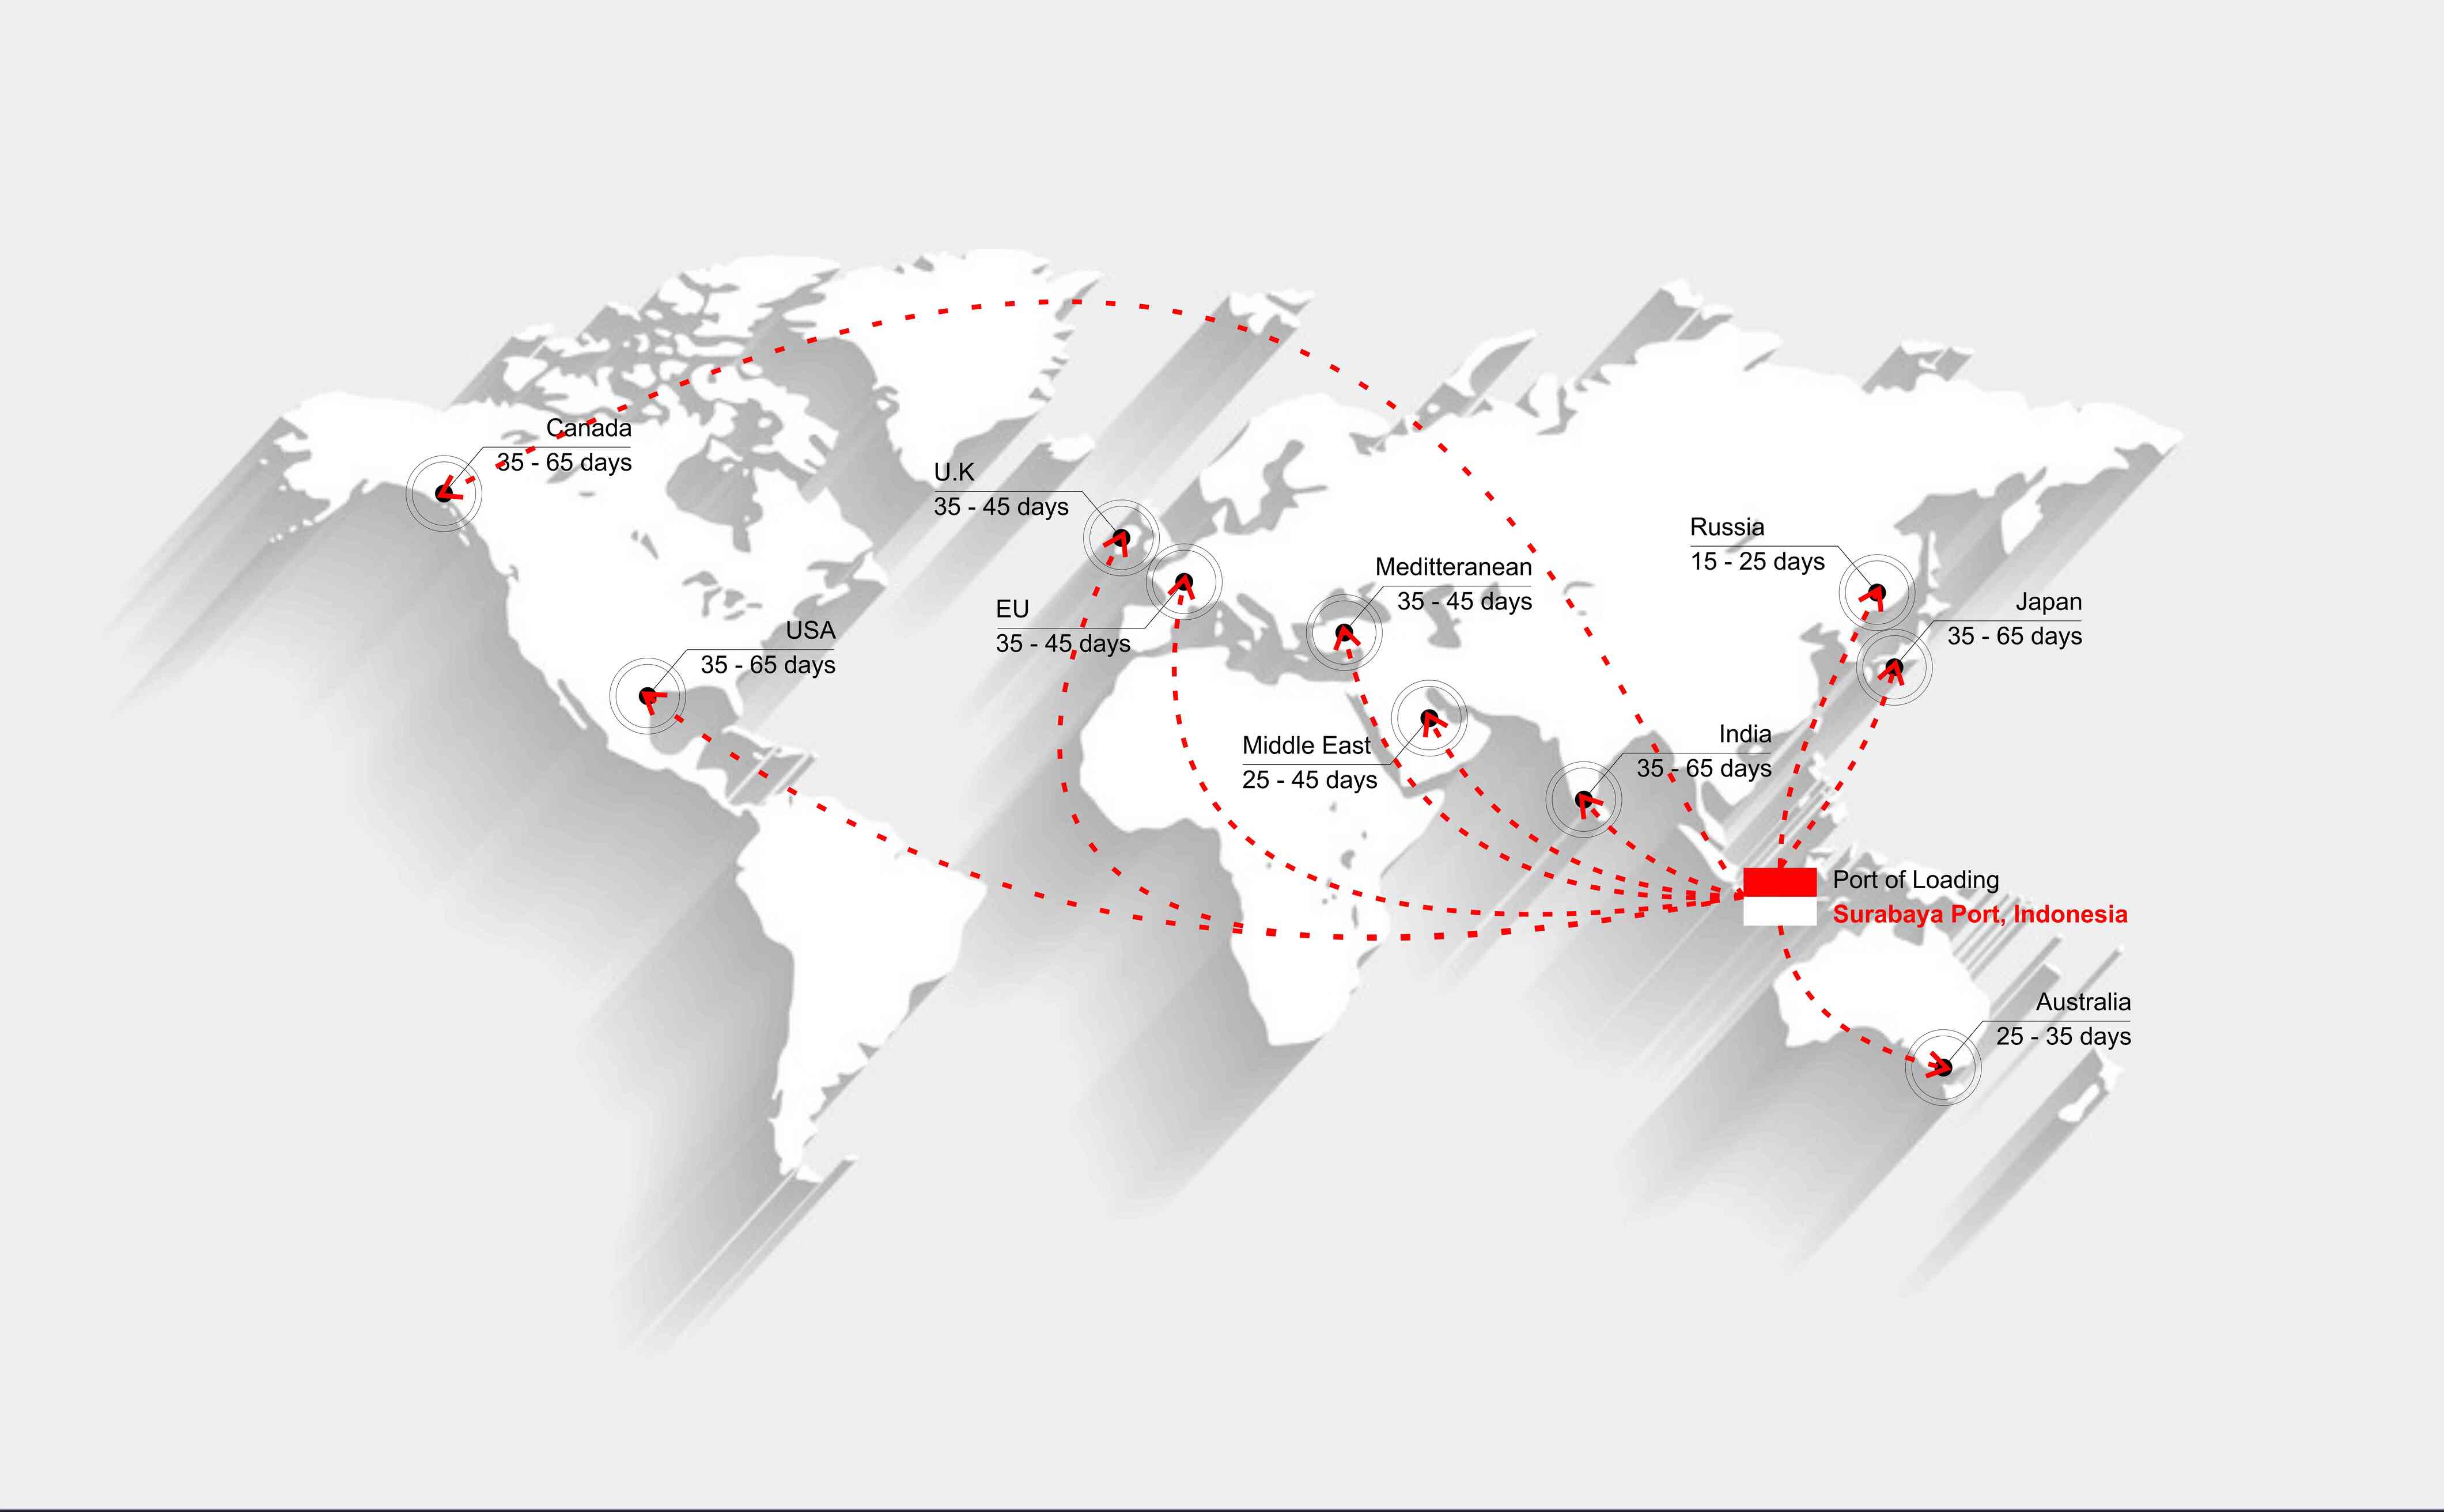 Canada
35 - 65 days
U.K
35 - 45 days
Russia
15 - 25 days
Meditteranean
35 - 45 days
EU
35 - 45 days
Japan
35 - 65 days
USA
35 - 65 days
India
35 - 65 days
Middle East
25 - 45 days
Port of Loading
Surabaya Port, Indonesia
Australia
25 - 35 days